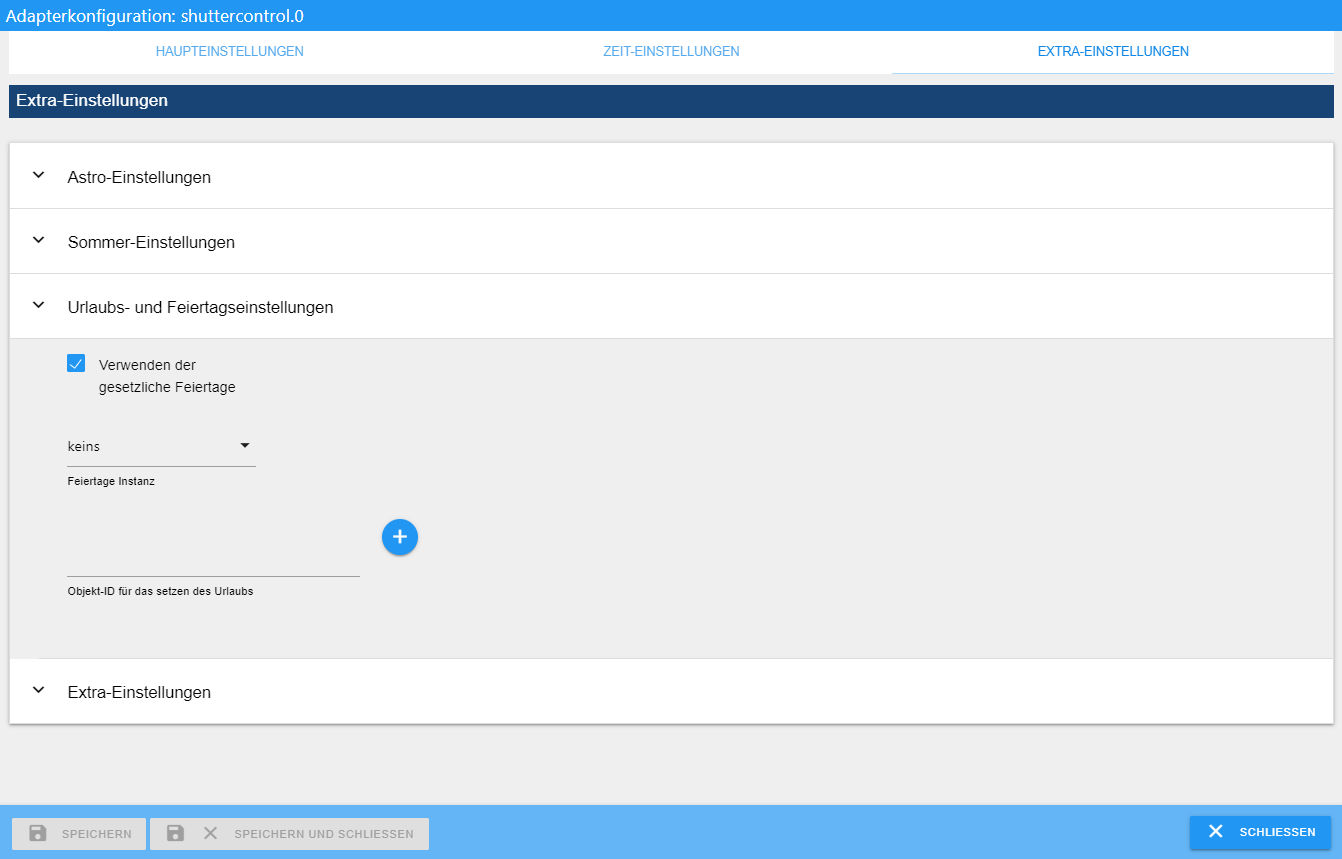 Adapterkonfiguration: shuttercontrol.0
HAUPTEINSTELLUNGEN
ZEIT-EINSTELLUNGEN
EXTRA-EINSTELLUNGEN
Extra-Einstellungen
Astro-Einstellungen
Sommer-Einstellungen
Urlaubs- und Feiertagseinstellungen
Verwenden der
gesetzliche Feiertage
keins
Feiertage Instanz
Objekt-ID für das setzen des Urlaubs
Extra-Einstellungen
SPEICHERN
SPEICHERN UND SCHLIESSEN
SCHLIESSEN